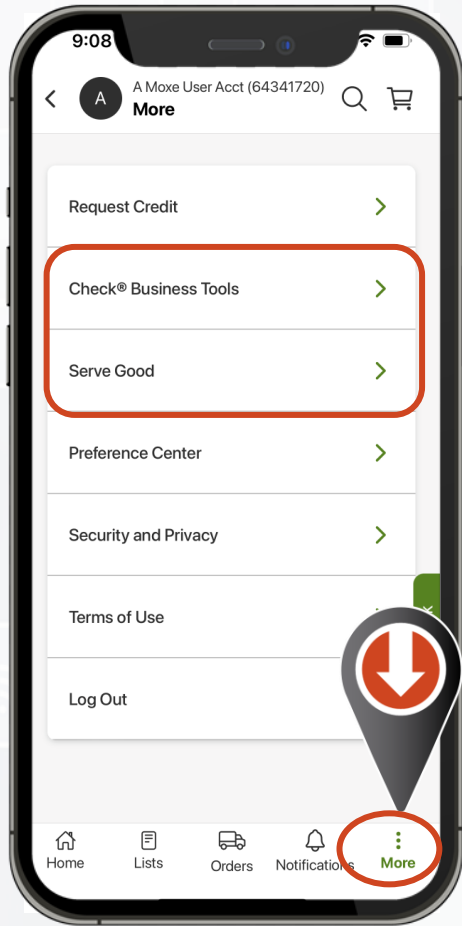 9:08
A Moxe User Acct (64341720)
More
Request Credit
Check® Business Tools
Serve Good
Preference Center
Security and Privacy
Terms of Use
Log Out
Home
Lists
Orders
Notifications
More